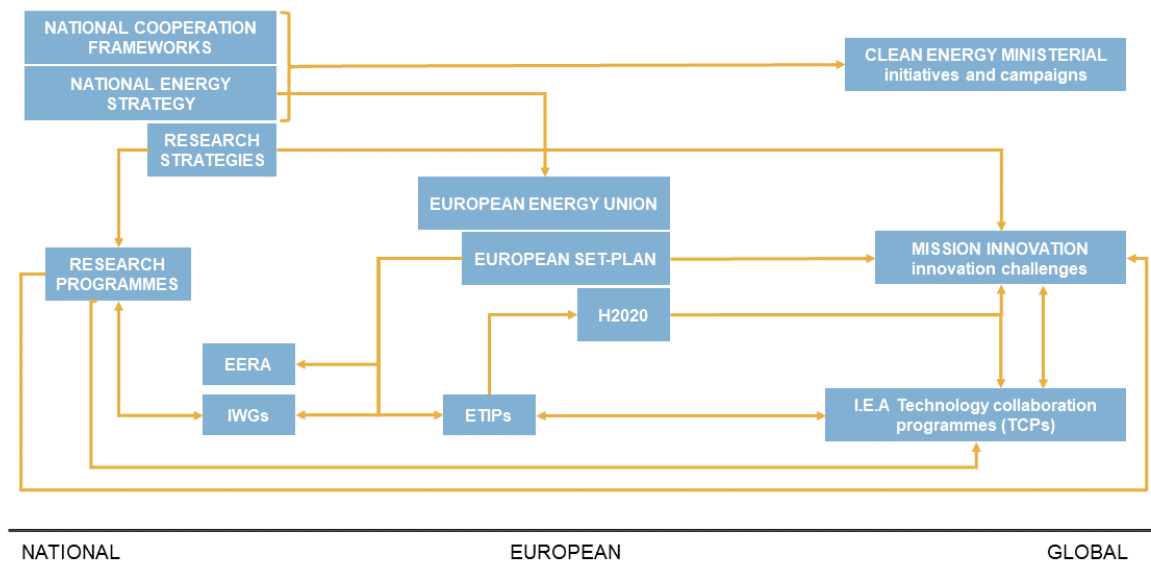 NATIONAL COOPERATION
FRAMEWORKS
CLEAN ENERGY MINISTERIAL
initiatives and campaigns
NATIONAL ENERGY
STRATEGY
RESEARCH
STRATEGIES
EUROPEAN ENERGY UNION
EUROPEAN SET-PLAN
MISSION INNOVATION
innovation challenges
RESEARCH
PROGRAMMES
H2020
EERA
IWGs
ETIPs
I.E.A Technology collaboration
programmes (TCPs)
NATIONAL
EUROPEAN
GLOBAL